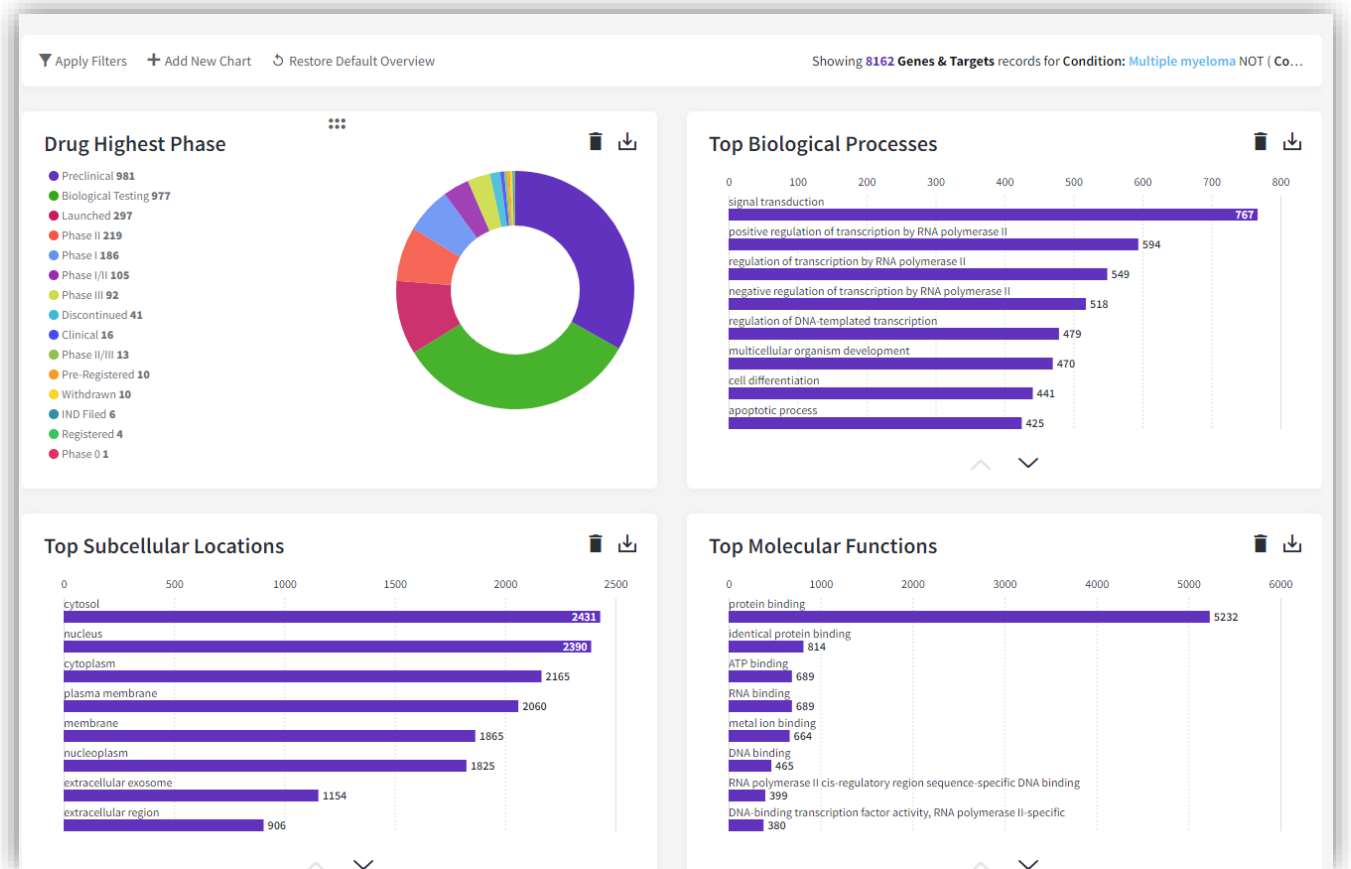 Apply Filters
Add New Chart
Restore Default Overview
Showing 8162 Genes & Targets records for Condition: Multiple myeloma NOT ( Co...
Drug Highest Phase
Preclinical 981
Biological Testing 977
Launched 297
Phase II 219
Phase I 186
Phase I/II 105
Phase III 92
Discontinued 41
Clinical 16
Phase II/III 13
Pre-Registered 10
Withdrawn 10
IND Filed 6
Registered 4
Phase 0 1
Top Biological Processes
0 100 200 300 400 500 600 700 800
signal transduction
767
positive regulation of transcription by RNA polymerase II
594
regulation of transcription by RNA polymerase II
549
negative regulation of transcription by RNA polymerase II
518
regulation of DNA-templated transcription
479
multicellular organism development
470
cell differentiation
441
apoptotic process
425
Top Subcellular Locations
0 500 1000 1500 2000 2500
cytosol
2431
nucleus
2390
cytoplasm
2165
plasma membrane
2060
membrane
1865
nucleoplasm
1825
extracellular exosome
1154
extracellular region
906
Top Molecular Functions
0 1000 2000 3000 4000 5000 6000
protein binding
5232
identical protein binding
814
ATP binding
689
RNA binding
689
metal ion binding
664
DNA binding
465
RNA polymerase II cis-regulatory region sequence-specific DNA binding
399
DNA-binding transcription factor activity, RNA polymerase II-specific
380